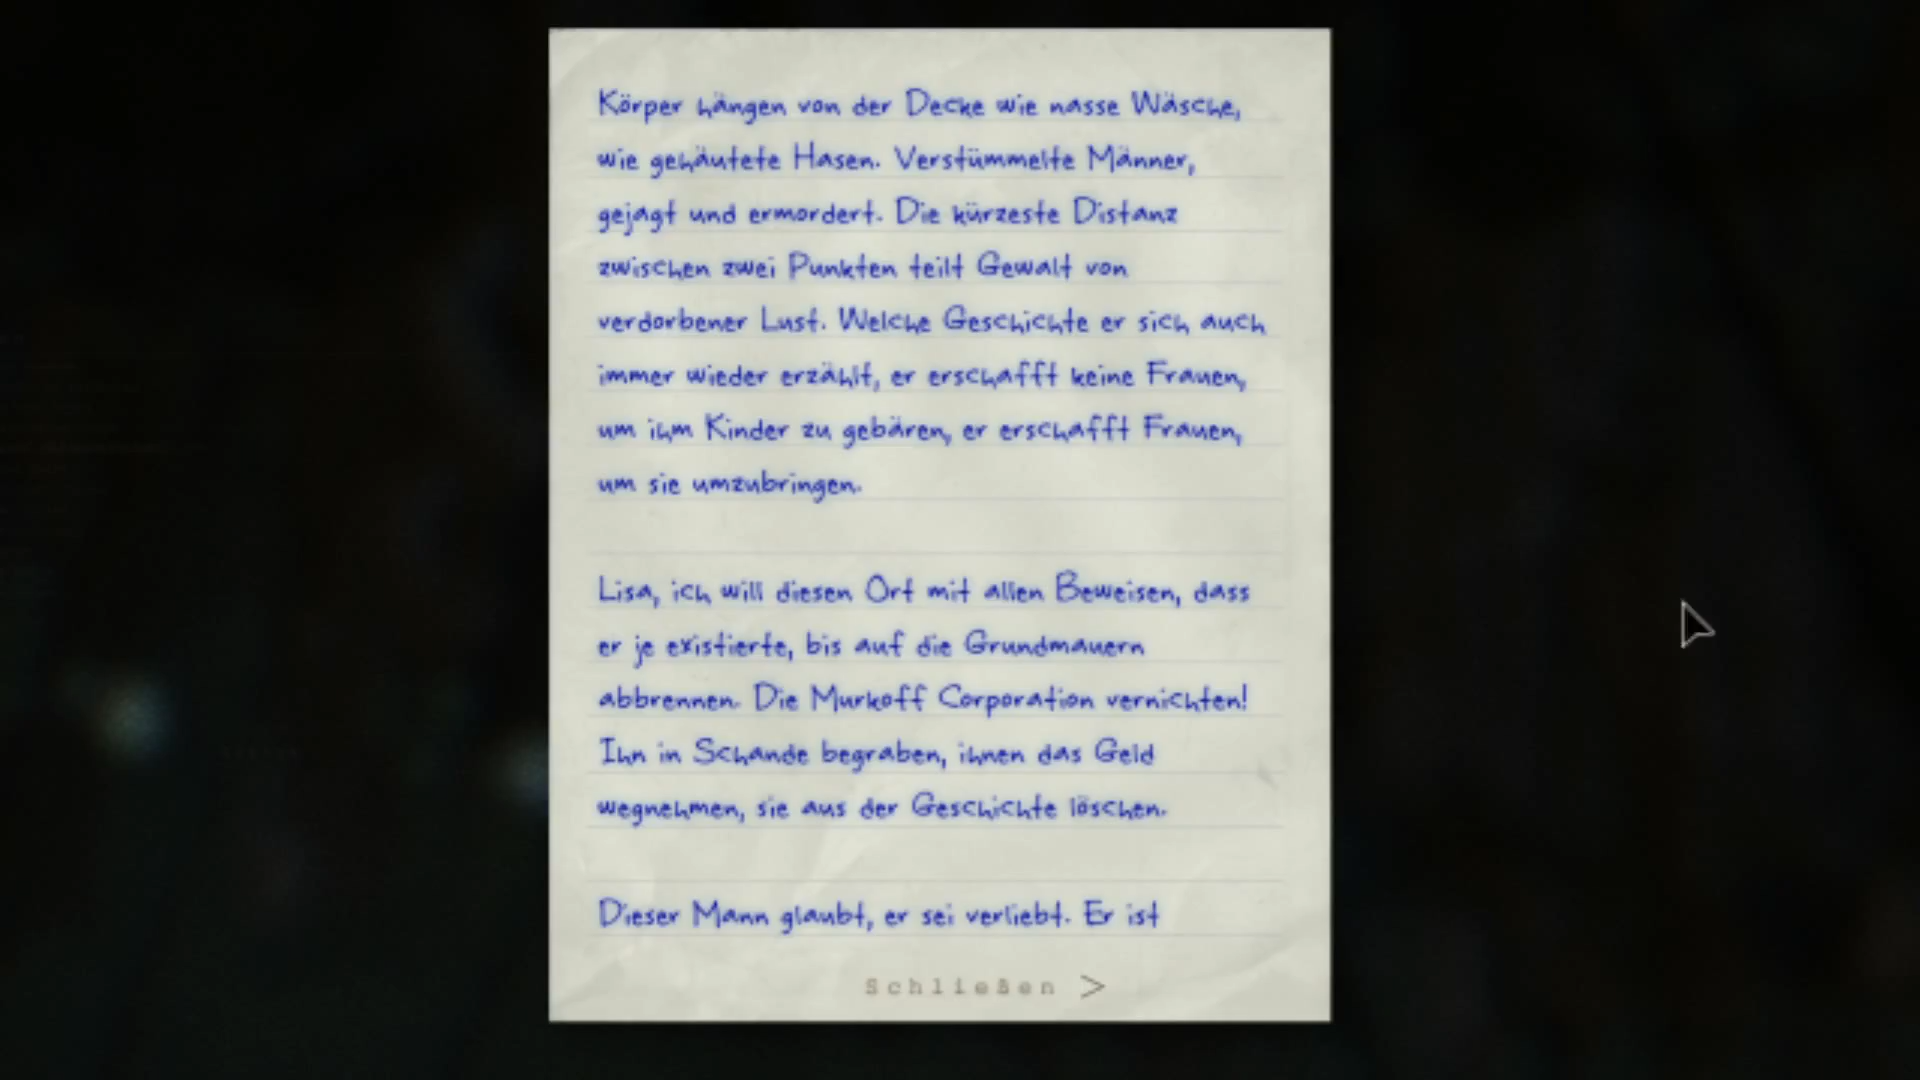 Körper hängen von der Decke wie nasse Wäsche,
wie gehäutete Hasen. Verstümmelte Männer,
gejagt und ermordert. Die kürzeste Distanz
zwischen zwei Punkten teilt Gewalt von
verdorbener Lust. Welche Geschichte er sich auch
immer wieder erzählt, er erschafft keine Frauen,
um ihm Kinder zu gebären, er erschafft Frauen,
um sie umzubringen.
Lisa, ich will diesen Ort mit allen Beweisen, dass
er je existierte, bis auf die Grundmauern
abbrennen. Die Murkoff Corporation vernichten!
Ihn in Schande begraben, ihnen das Geld
wegnehmen, sie aus der Geschichte löschen.
Dieser Mann glaubt, er sei verliebt. Er ist
Schließen >